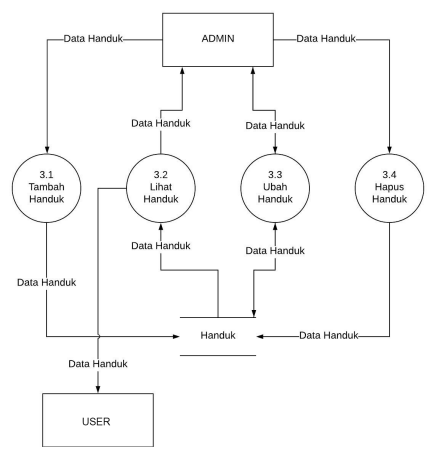 Data Handuk
ADMIN
Data Handuk
Data Handuk
Data Handuk
3.1
Tambah
Handuk
3.2
Lihat
Handuk
3.3
Ubah
Handuk
3.4
Hapus
Handuk
Data Handuk
Data Handuk
Data Handuk
Handuk
Data Handuk
Data Handuk
USER